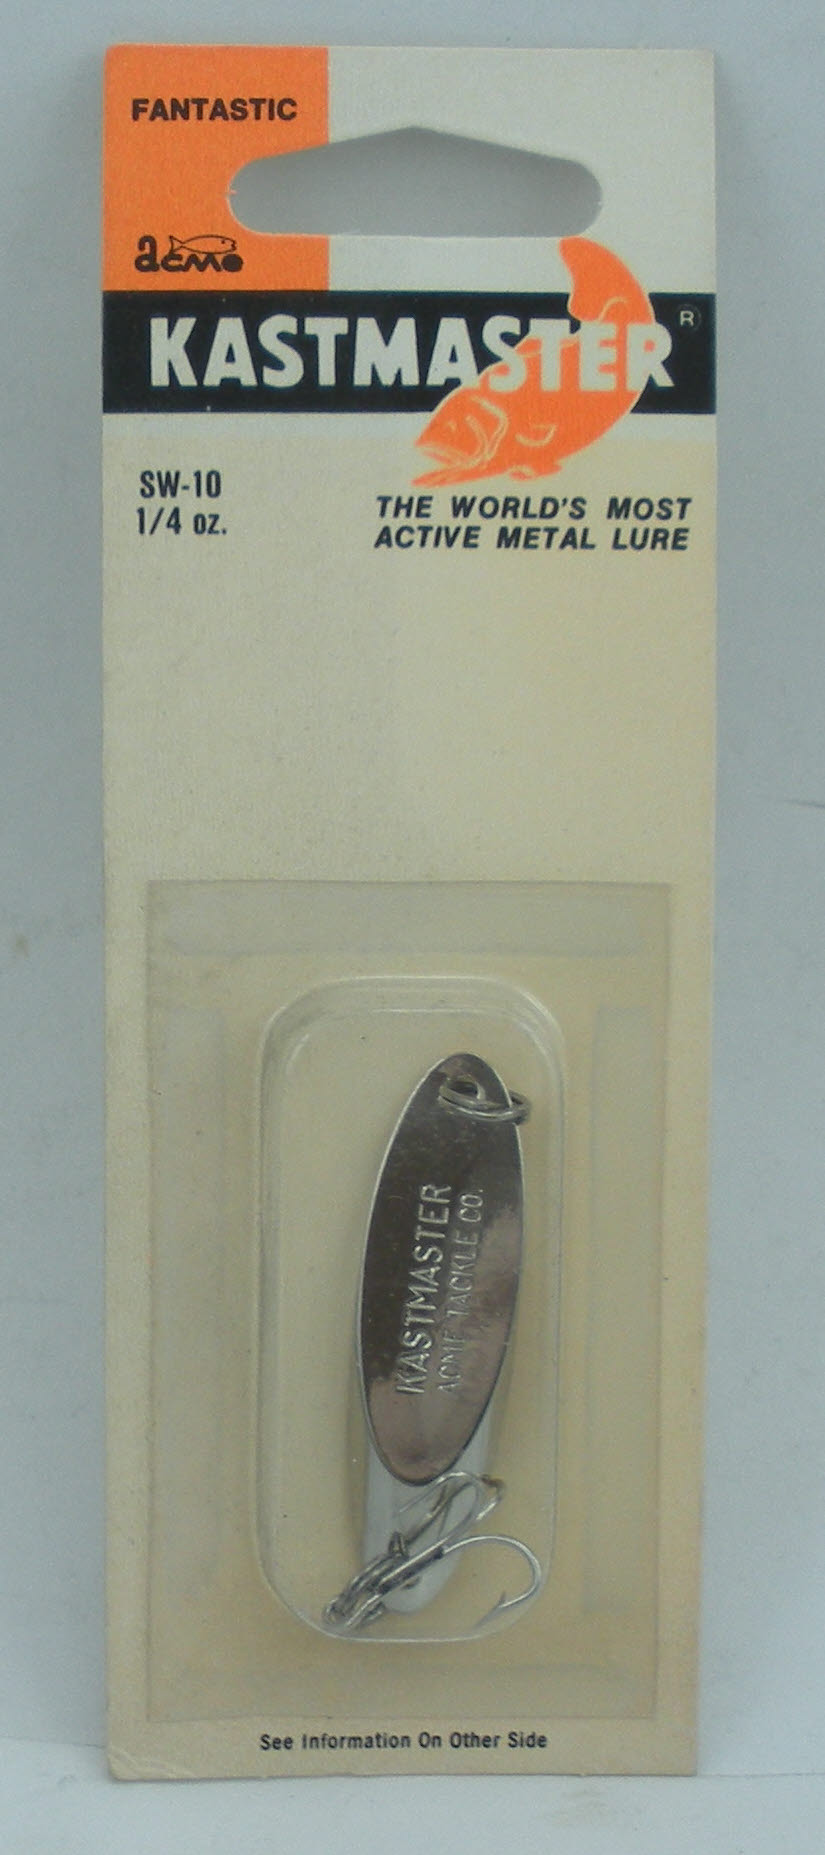 FANTASTIC
acme
KASTMASTER®
SW-10
1/4 oz.
THE WORLD'S MOST
ACTIVE METAL LURE
KASTMASTER
ACME TACKLE CO.
See Information On Other Side